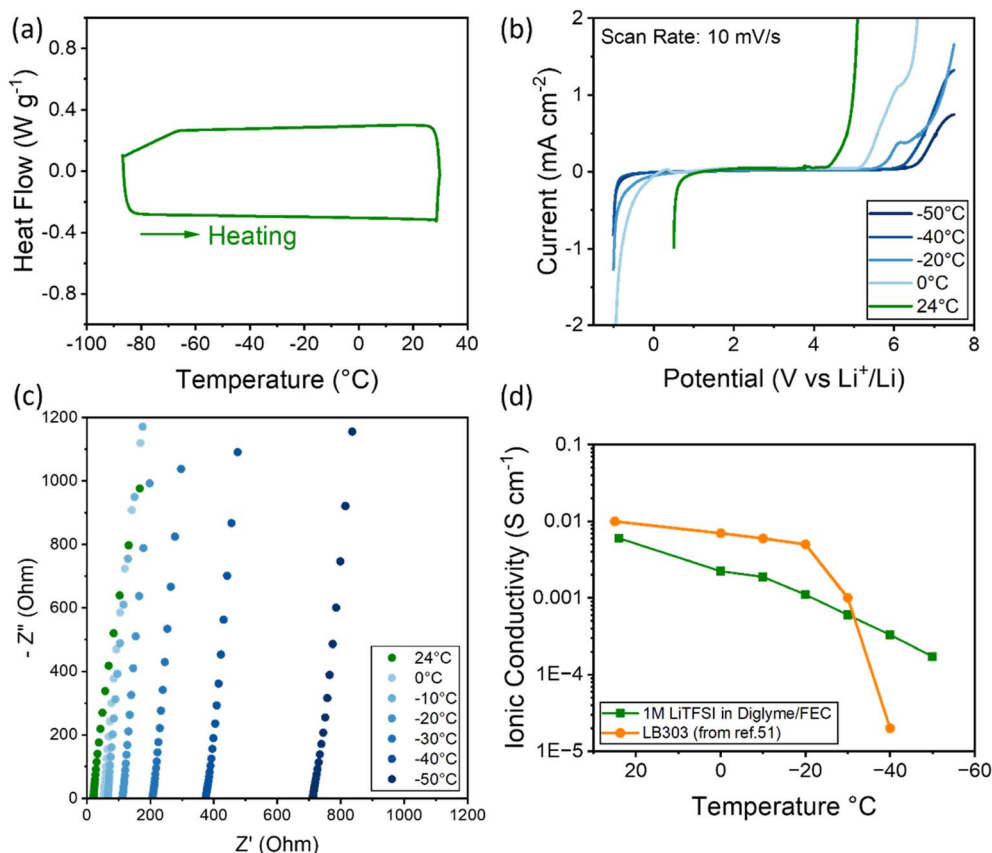 (a)
Heat Flow (W g⁻¹)
0.8
0.4
0.0
-0.4
-0.8
Heating
-100 -80 -60 -40 -20 0 20 40
Temperature (°C)
(b)
Scan Rate: 10 mV/s
Current (mA cm⁻²)
2
1
0
-1
-2
-50°C
-40°C
-20°C
0°C
24°C
0 2 4 6 8
Potential (V vs Li⁺/Li)
(c)
- Z'' (Ohm)
1200
1000
800
600
400
200
0
24°C
0°C
-10°C
-20°C
-30°C
-40°C
-50°C
0 200 400 600 800 1000 1200
Z' (Ohm)
(d)
Ionic Conductivity (S cm⁻¹)
0.1
0.01
0.001
1E-4
1E-5
1M LiTFSI in Diglyme/FEC
LB303 (from ref.51)
20 0 −20 −40 −60
Temperature °C